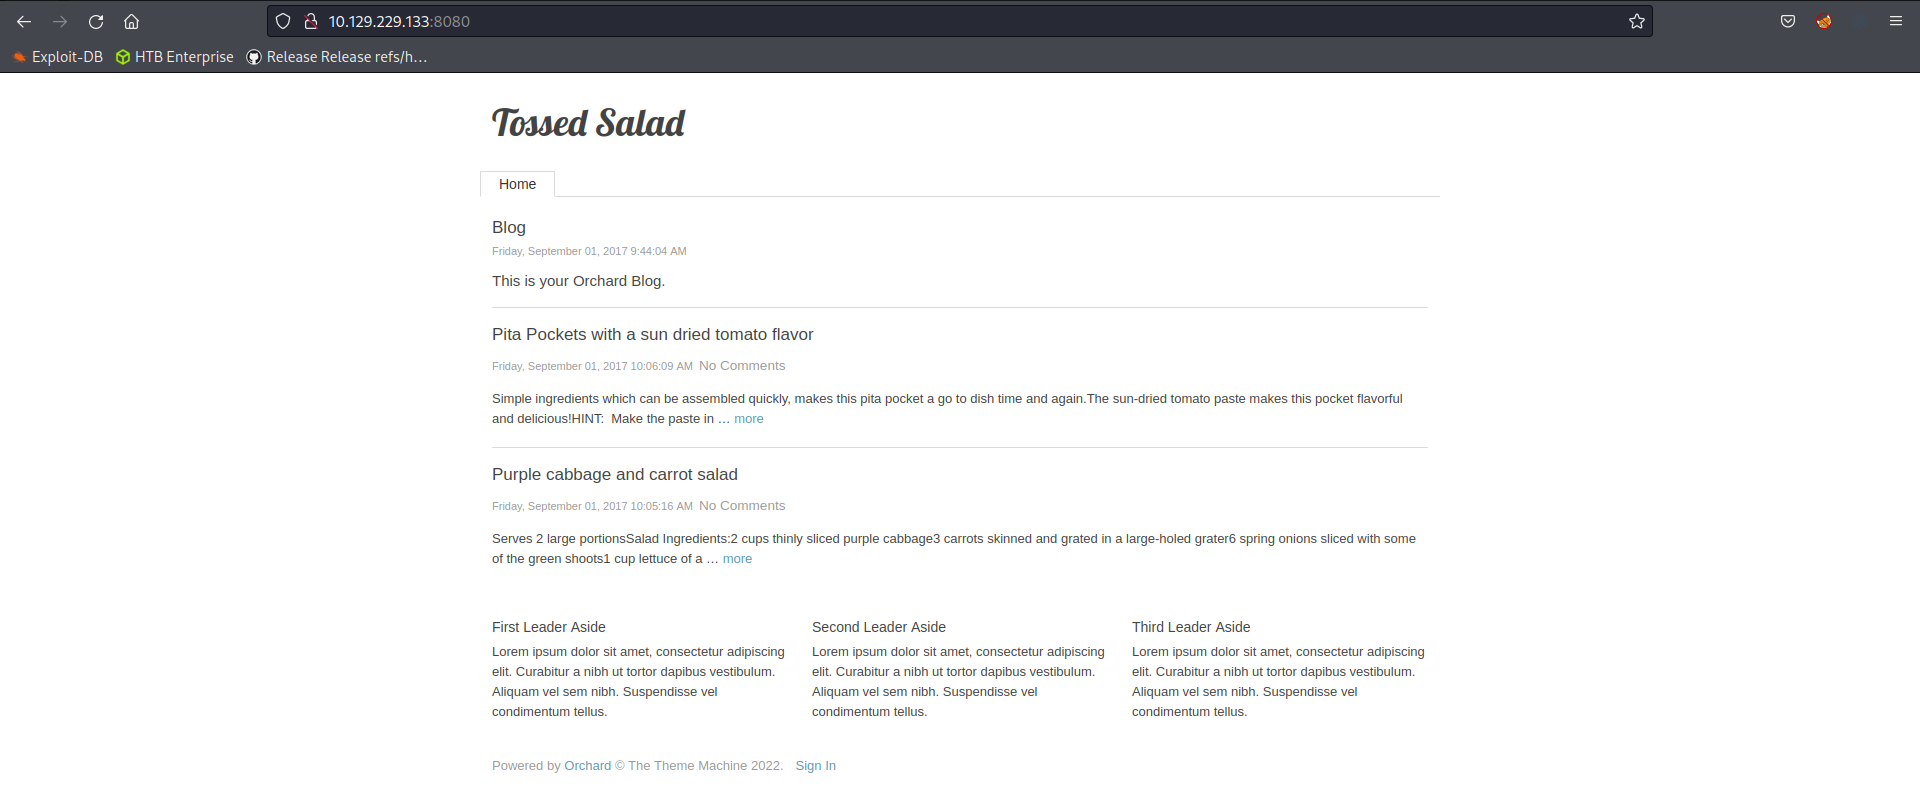 10.129.229.133:8080
Exploit-DB HTB Enterprise Release Release refs/h...
Tossed Salad
Home
Blog
Friday, September 01, 2017 9:44:04 AM
This is your Orchard Blog.
Pita Pockets with a sun dried tomato flavor
Friday, September 01, 2017 10:06:09 AM No Comments
Simple ingredients which can be assembled quickly, makes this pita pocket a go to dish time and again.The sun-dried tomato paste makes this pocket flavorful
and delicious!HINT:  Make the paste in ... more
Purple cabbage and carrot salad
Friday, September 01, 2017 10:05:16 AM No Comments
Serves 2 large portionsSalad Ingredients:2 cups thinly sliced purple cabbage3 carrots skinned and grated in a large-holed grater6 spring onions sliced with some
of the green shoots1 cup lettuce of a ... more
First Leader Aside
Lorem ipsum dolor sit amet, consectetur adipiscing
elit. Curabitur a nibh ut tortor dapibus vestibulum.
Aliquam vel sem nibh. Suspendisse vel
condimentum tellus.
Second Leader Aside
Lorem ipsum dolor sit amet, consectetur adipiscing
elit. Curabitur a nibh ut tortor dapibus vestibulum.
Aliquam vel sem nibh. Suspendisse vel
condimentum tellus.
Third Leader Aside
Lorem ipsum dolor sit amet, consectetur adipiscing
elit. Curabitur a nibh ut tortor dapibus vestibulum.
Aliquam vel sem nibh. Suspendisse vel
condimentum tellus.
Powered by Orchard © The Theme Machine 2022. Sign In